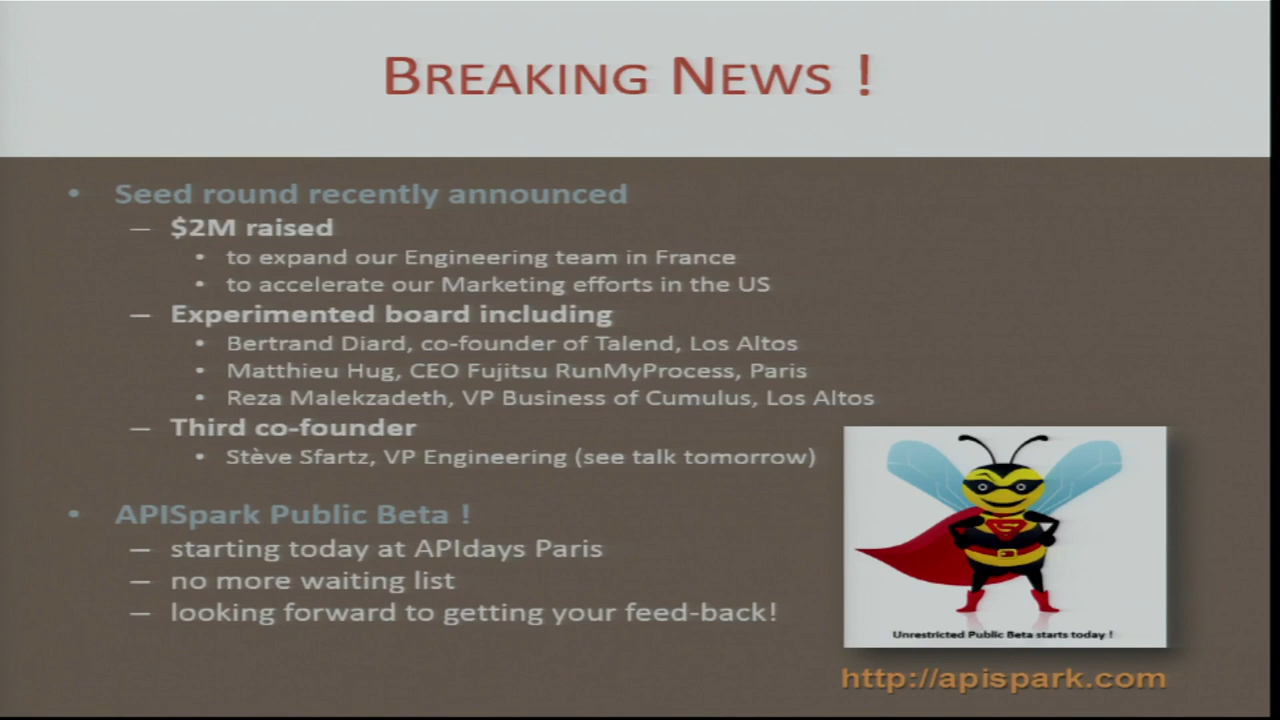 BREAKING NEWS !
• Seed round recently announced
– $2M raised
• to expand our Engineering team in France
• to accelerate our Marketing efforts in the US
– Experimented board including
• Bertrand Diard, co-founder of Talend, Los Altos
• Matthieu Hug, CEO Fujitsu RunMyProcess, Paris
• Reza Malekzadeth, VP Business of Cumulus, Los Altos
– Third co-founder
• Stève Sfartz, VP Engineering (see talk tomorrow)
• APISpark Public Beta !
– starting today at APIdays Paris
– no more waiting list
– looking forward to getting your feed-back!
Unrestricted Public Beta starts today !
http://apispark.com